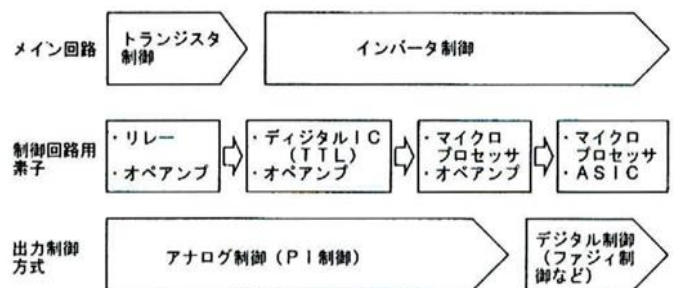 メイン回路
トランジスタ
制御
インバータ制御
制御回路用
素子
・リレー
・オペアンプ
・ディジタルIC
(TTL)
・オペアンプ
・マイクロ
プロセッサ
・オペアンプ
・マイクロ
プロセッサ
・ASIC
出力制御
方式
アナログ制御(PI制御)
デジタル制御
(ファジィ制
御など)